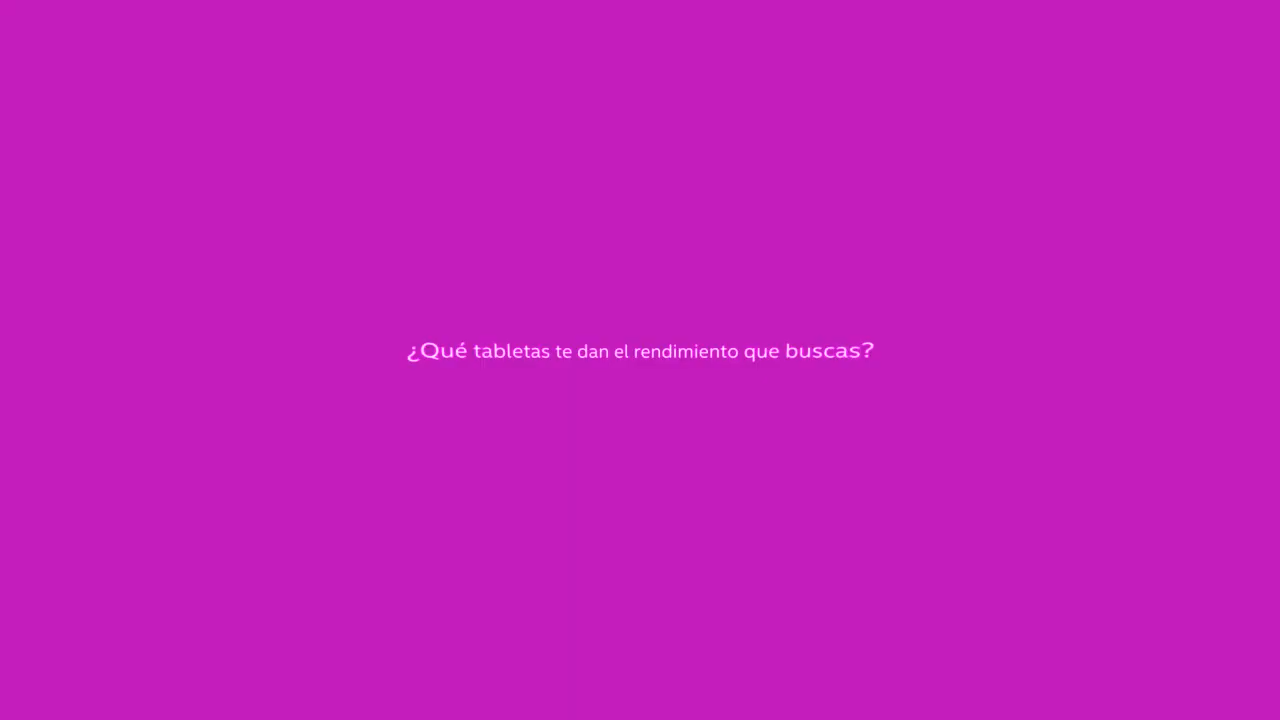 ¿Qué tabletas te dan el rendimiento que buscas?